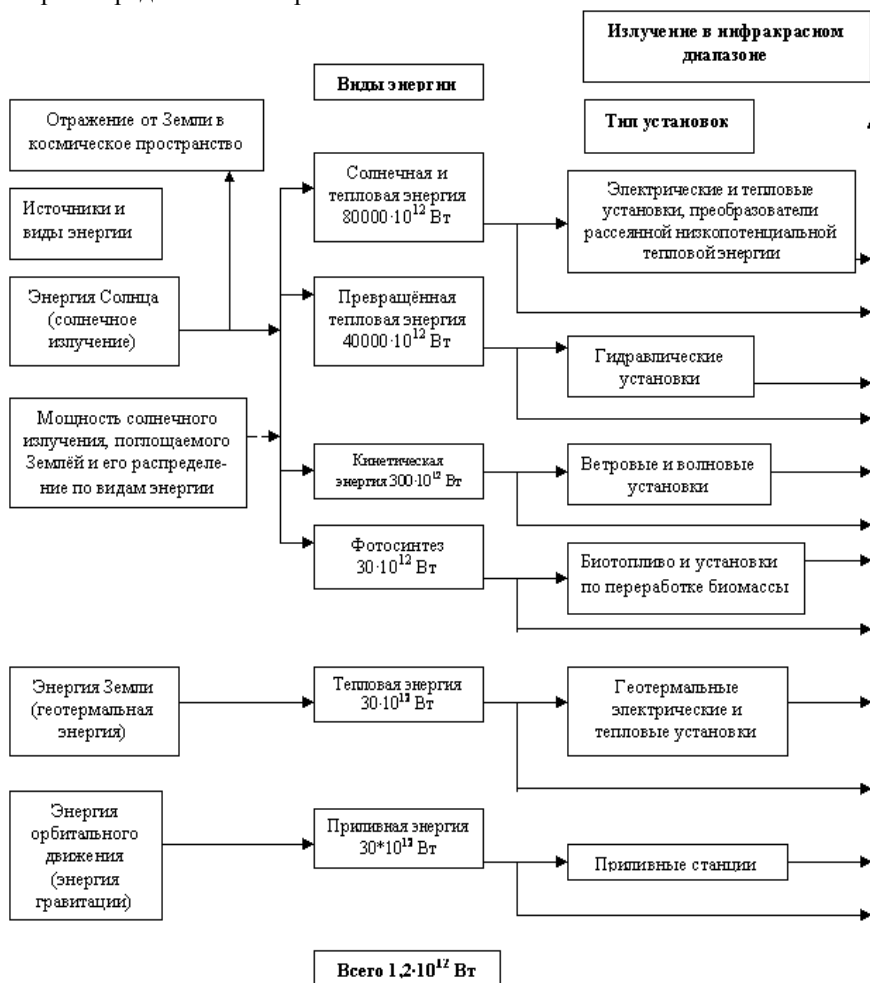 Излучение в инфракрасном
диапазоне
Виды энергии
Тип установок
Отражение от Земли в
космическое пространство
Источники и
виды энергии
Энергия Солнца
(солнечное
излучение)
Мощность солнечного
излучения, поглощаемого
Землёй и его распределе-
ние по видам энергии
Солнечная и
тепловая энергия
80000·10¹² Вт
Электрические и тепловые
установки, преобразователи
рассеянной низкопотенциальной
тепловой энергии
Превращённая
тепловая энергия
40000·10¹² Вт
Гидравлические
установки
Кинетическая
энергия 300·10¹² Вт
Ветровые и волновые
установки
Фотосинтез
30·10¹² Вт
Биотопливо и установки
по переработке биомассы
Энергия Земли
(геотермальная
энергия)
Тепловая энергия
30·10¹² Вт
Геотермальные
электрические и
тепловые установки
Энергия
орбитального
движения
(энергия
гравитации)
Приливная энергия
30*10¹² Вт
Приливные станции
Всего 1,2·10¹⁷ Вт